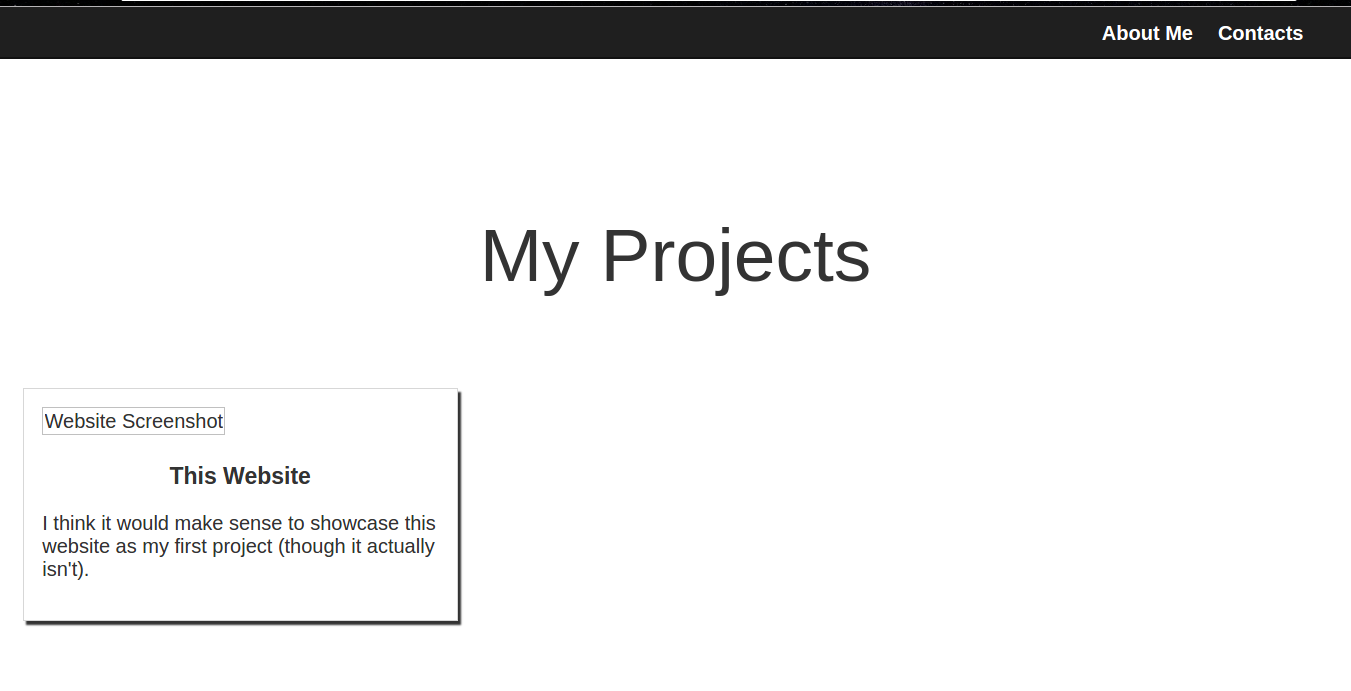 About Me Contacts
My Projects
Website Screenshot
This Website
I think it would make sense to showcase this
website as my first project (though it actually
isn't).